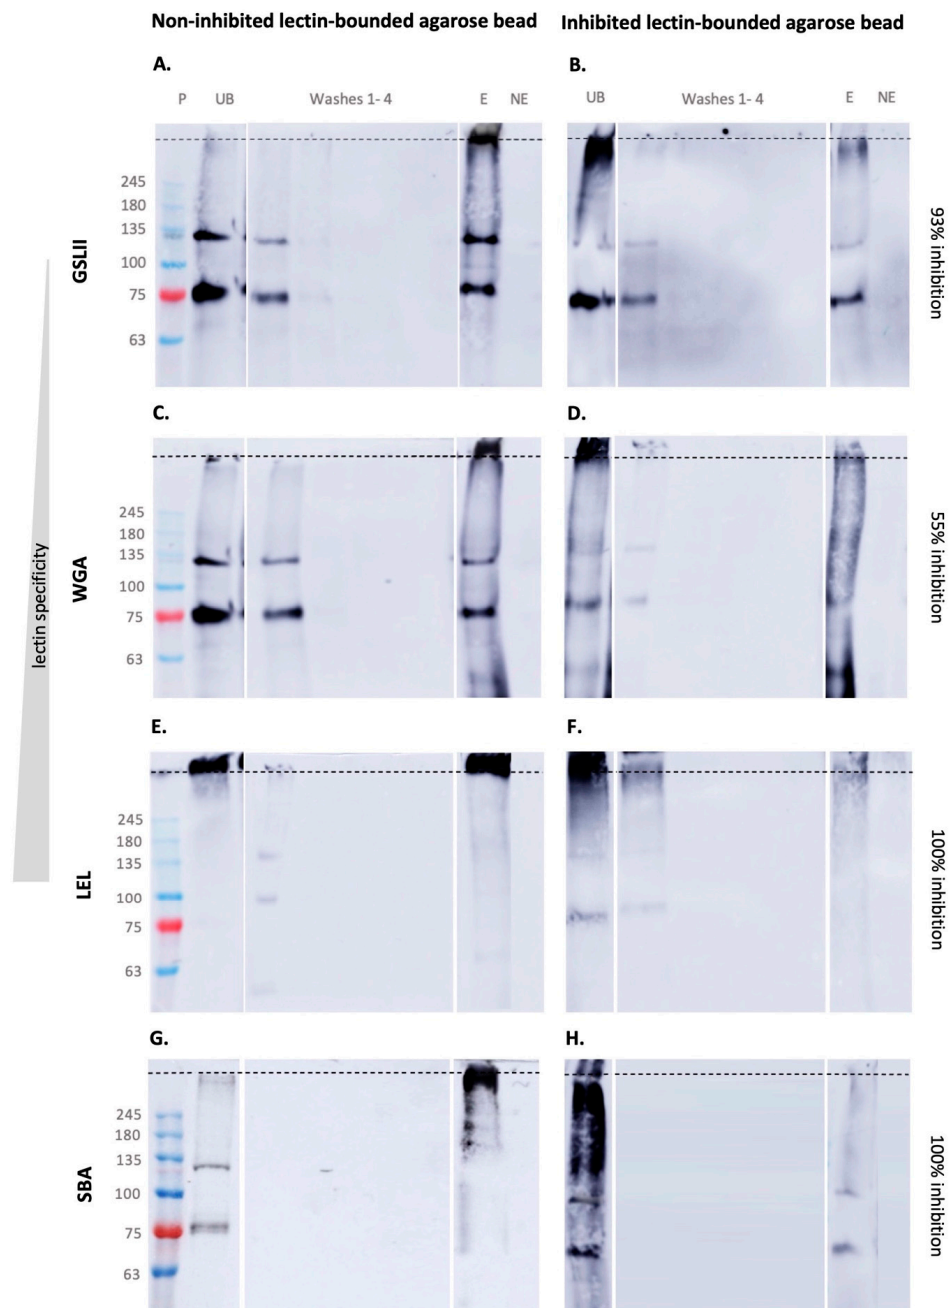 Non-inhibited lectin-bounded agarose bead Inhibited lectin-bounded agarose bead
A. B.
P UB Washes 1- 4 E NE UB Washes 1- 4 E NE
245
180
135
100
75
63
GSLII
93% inhibition
C. D.
245
180
135
100
75
63
WGA
55% inhibition
lectin specificity
E. F.
245
180
135
100
75
63
LEL
100% inhibition
G. H.
245
180
135
100
75
63
SBA
100% inhibition